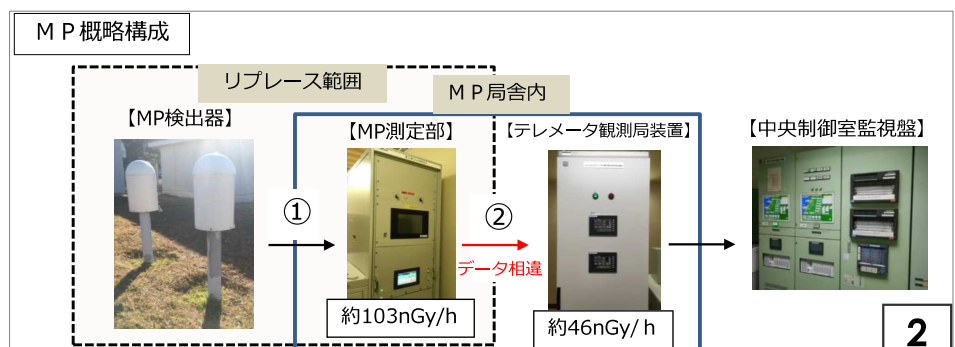 ＭＰ概略構成
リプレース範囲
ＭＰ局舎内
【MP検出器】
【MP測定部】
【テレメータ観測局装置】
【中央制御室監視盤】
①
②
データ相違
約103nGy/h
約46nGy/ h
2